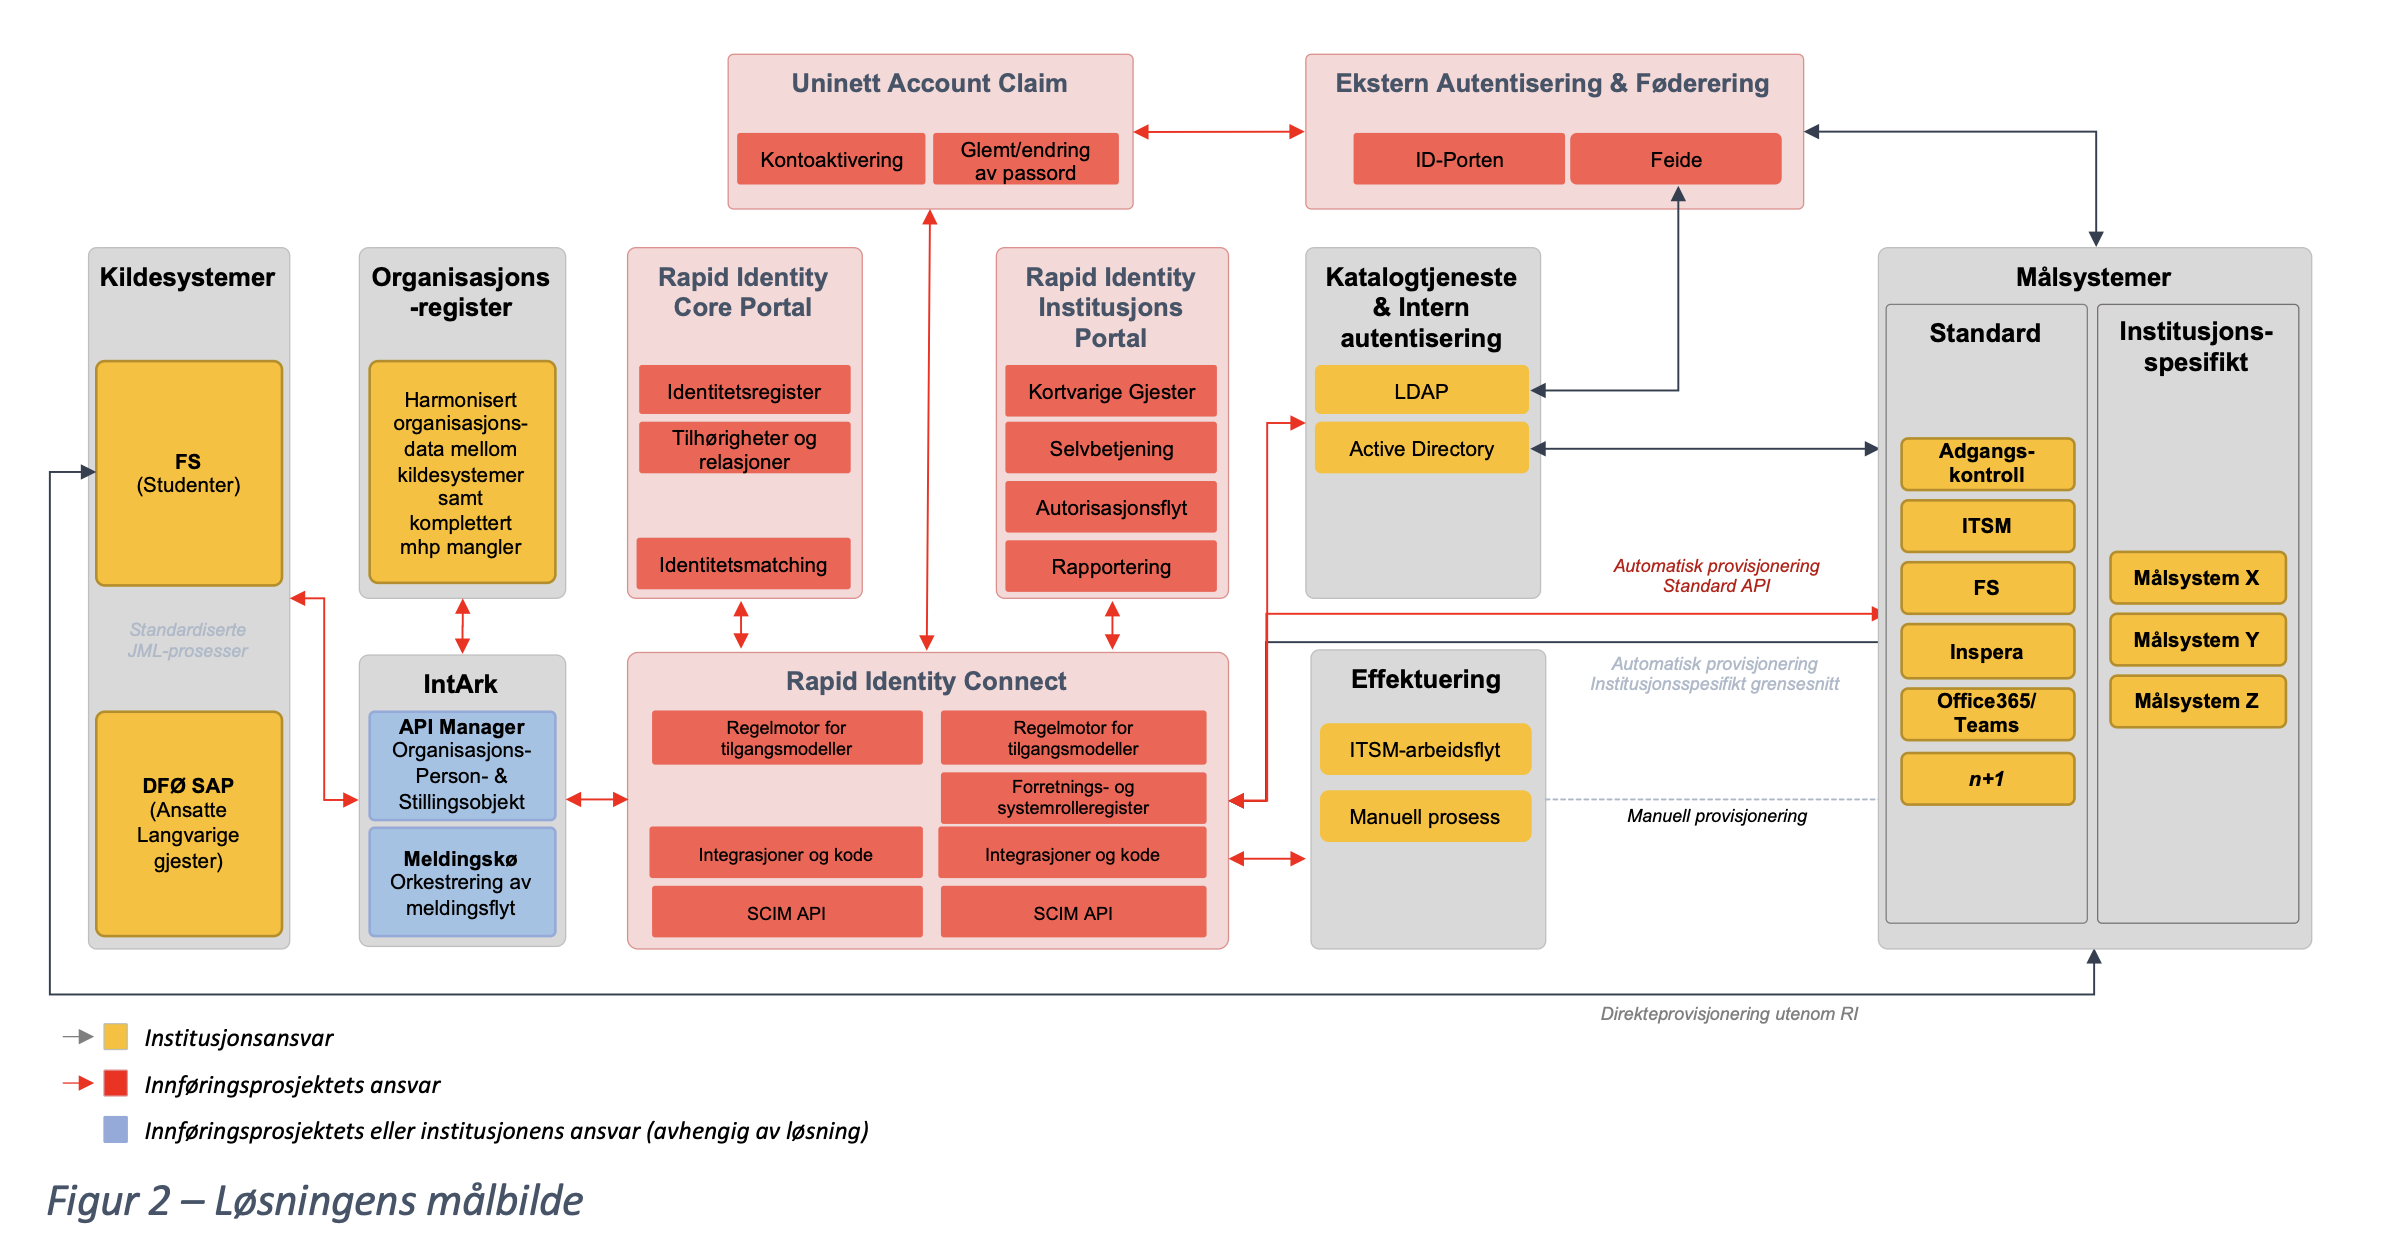 Uninett Account Claim
Kontoaktivering
Glemt/endring
av passord
Ekstern Autentisering & Føderering
ID-Porten
Feide
Kildesystemer
FS
(Studenter)
Standardiserte
JML-prosesser
DFØ SAP
(Ansatte
Langvarige
gjester)
Organisasjons
-register
Harmonisert
organisasjons-
data mellom
kildesystemer
samt
komplettert
mhp mangler
IntArk
API Manager
Organisasjons-
Person- &
Stillingsobjekt
Meldingskø
Orkestrering av
meldingsflyt
Rapid Identity
Core Portal
Identitetsregister
Tilhørigheter og
relasjoner
Identitetsmatching
Rapid Identity
Institusjons
Portal
Kortvarige Gjester
Selvbetjening
Autorisasjonsflyt
Rapportering
Rapid Identity Connect
Regelmotor for
tilgangsmodeller
Regelmotor for
tilgangsmodeller
Forretnings- og
systemrolleregister
Integrasjoner og kode
Integrasjoner og kode
SCIM API
SCIM API
Katalogtjeneste
& Intern
autentisering
LDAP
Active Directory
Effektuering
ITSM-arbeidsflyt
Manuell prosess
Automatisk provisjonering
Standard API
Automatisk provisjonering
Institusjonsspesifikt grensesnitt
Manuell provisjonering
Målsystemer
Standard
Adgangs-
kontroll
ITSM
FS
Inspera
Office365/
Teams
n+1
Institusjons-
spesifikt
Målsystem X
Målsystem Y
Målsystem Z
Direkteprovisjonering utenom RI
Institusjonsansvar
Innføringsprosjektets ansvar
Innføringsprosjektets eller institusjonens ansvar (avhengig av løsning)
Figur 2 – Løsningens målbilde